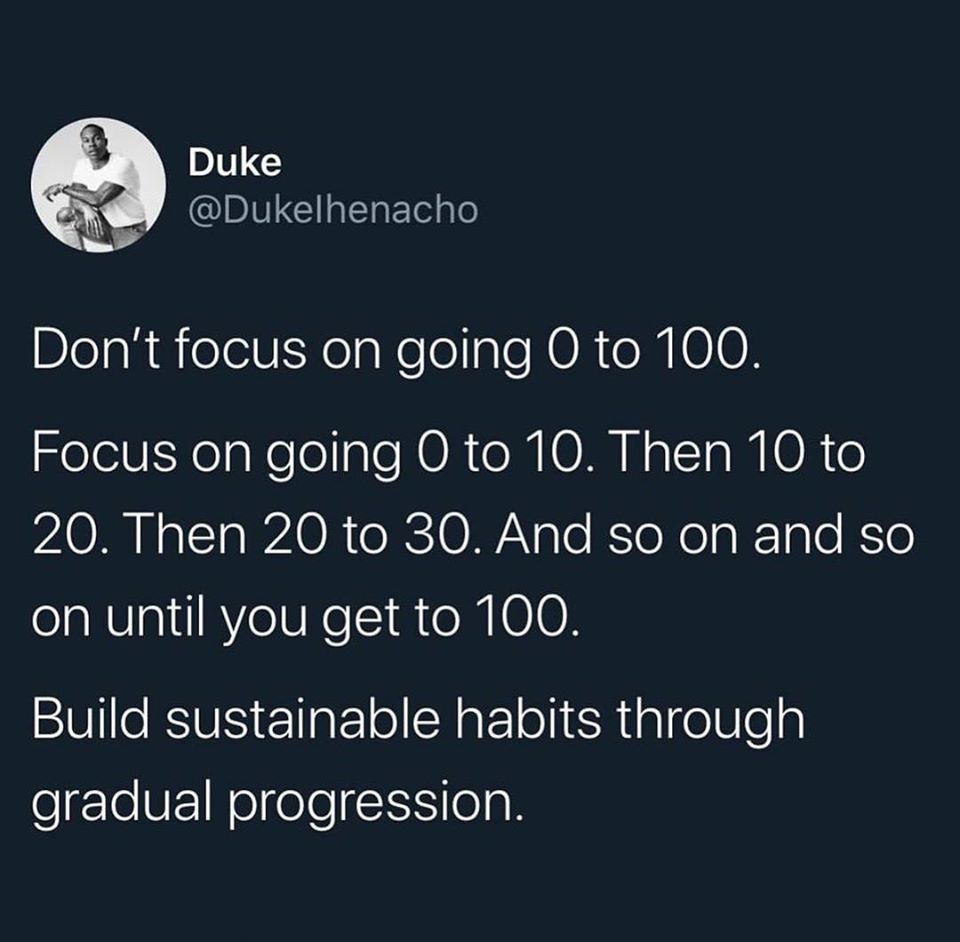 Duke
@DukeIhenacho
Don't focus on going 0 to 100.
Focus on going 0 to 10. Then 10 to
20. Then 20 to 30. And so on and so
on until you get to 100.
Build sustainable habits through
gradual progression.